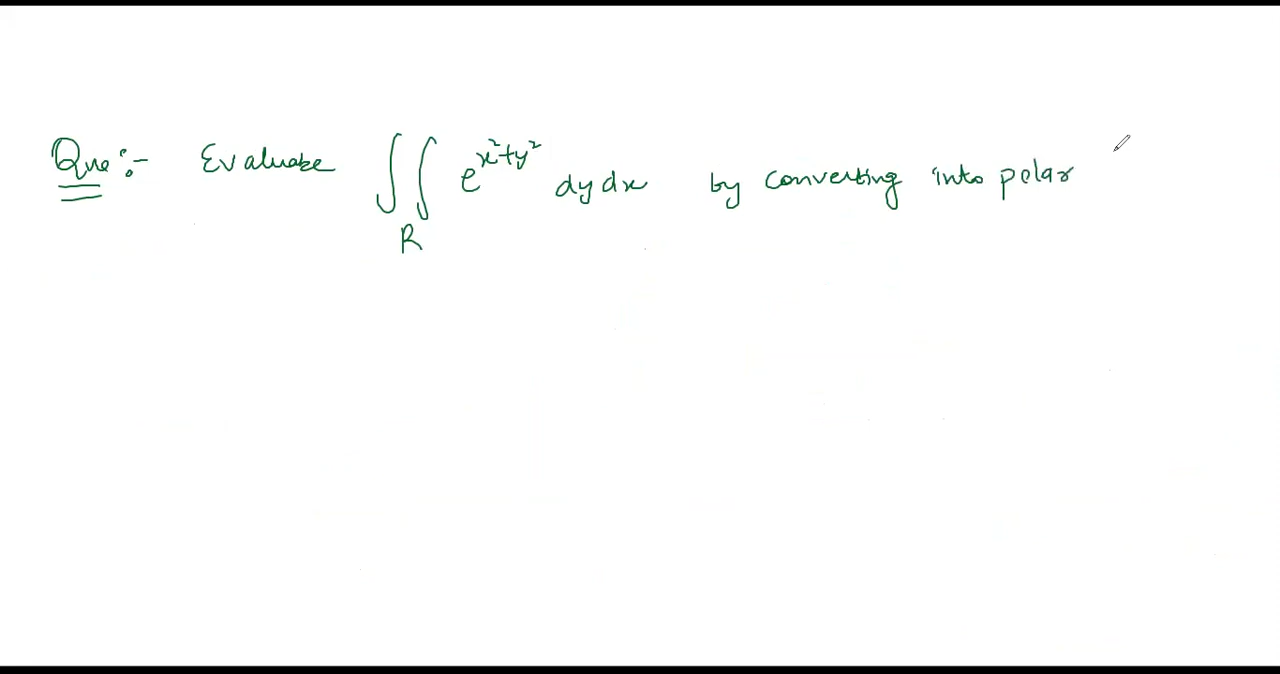 Que:- Evaluate ∫∫_R e^{x²+y²} dy dx by converting into polar